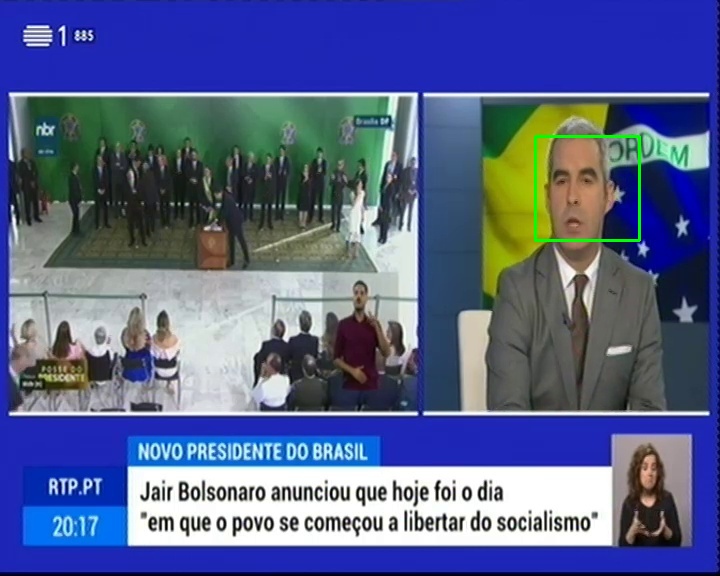 1 885
nbr
Brasília DF
ORDEM
POSSE DO
PRESIDENTE
NOVO PRESIDENTE DO BRASIL
RTP.PT
Jair Bolsonaro anunciou que hoje foi o dia
20:17
"em que o povo se começou a libertar do socialismo"